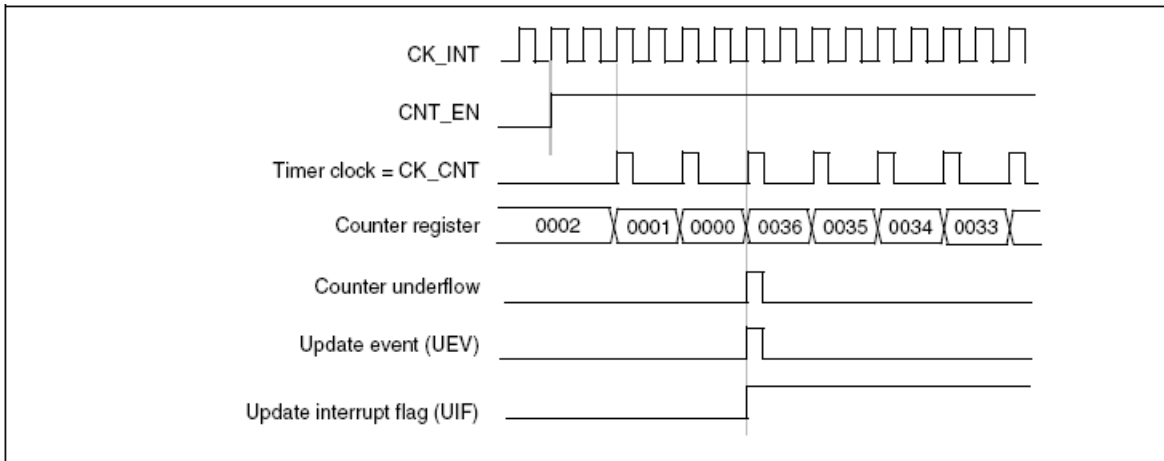 CK_INT
CNT_EN
Timer clock = CK_CNT
Counter register 0002 0001 0000 0036 0035 0034 0033
Counter underflow
Update event (UEV)
Update interrupt flag (UIF)